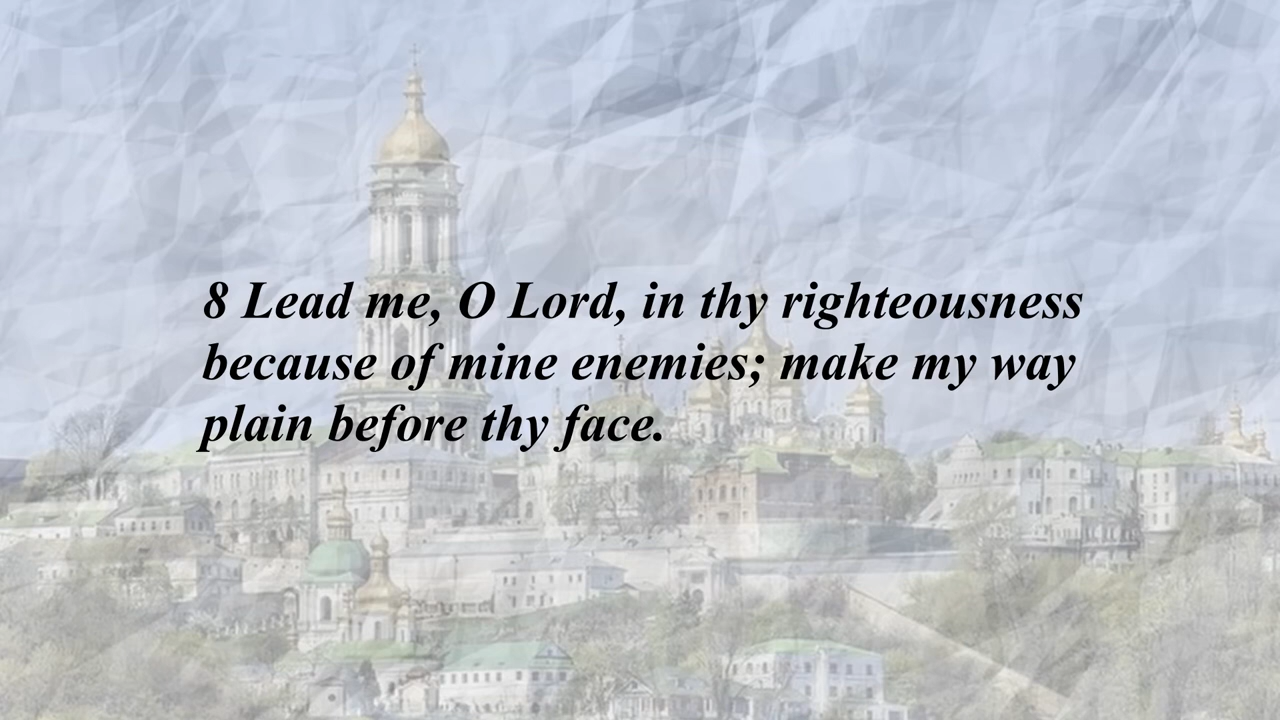 8 Lead me, O Lord, in thy righteousness
because of mine enemies; make my way
plain before thy face.